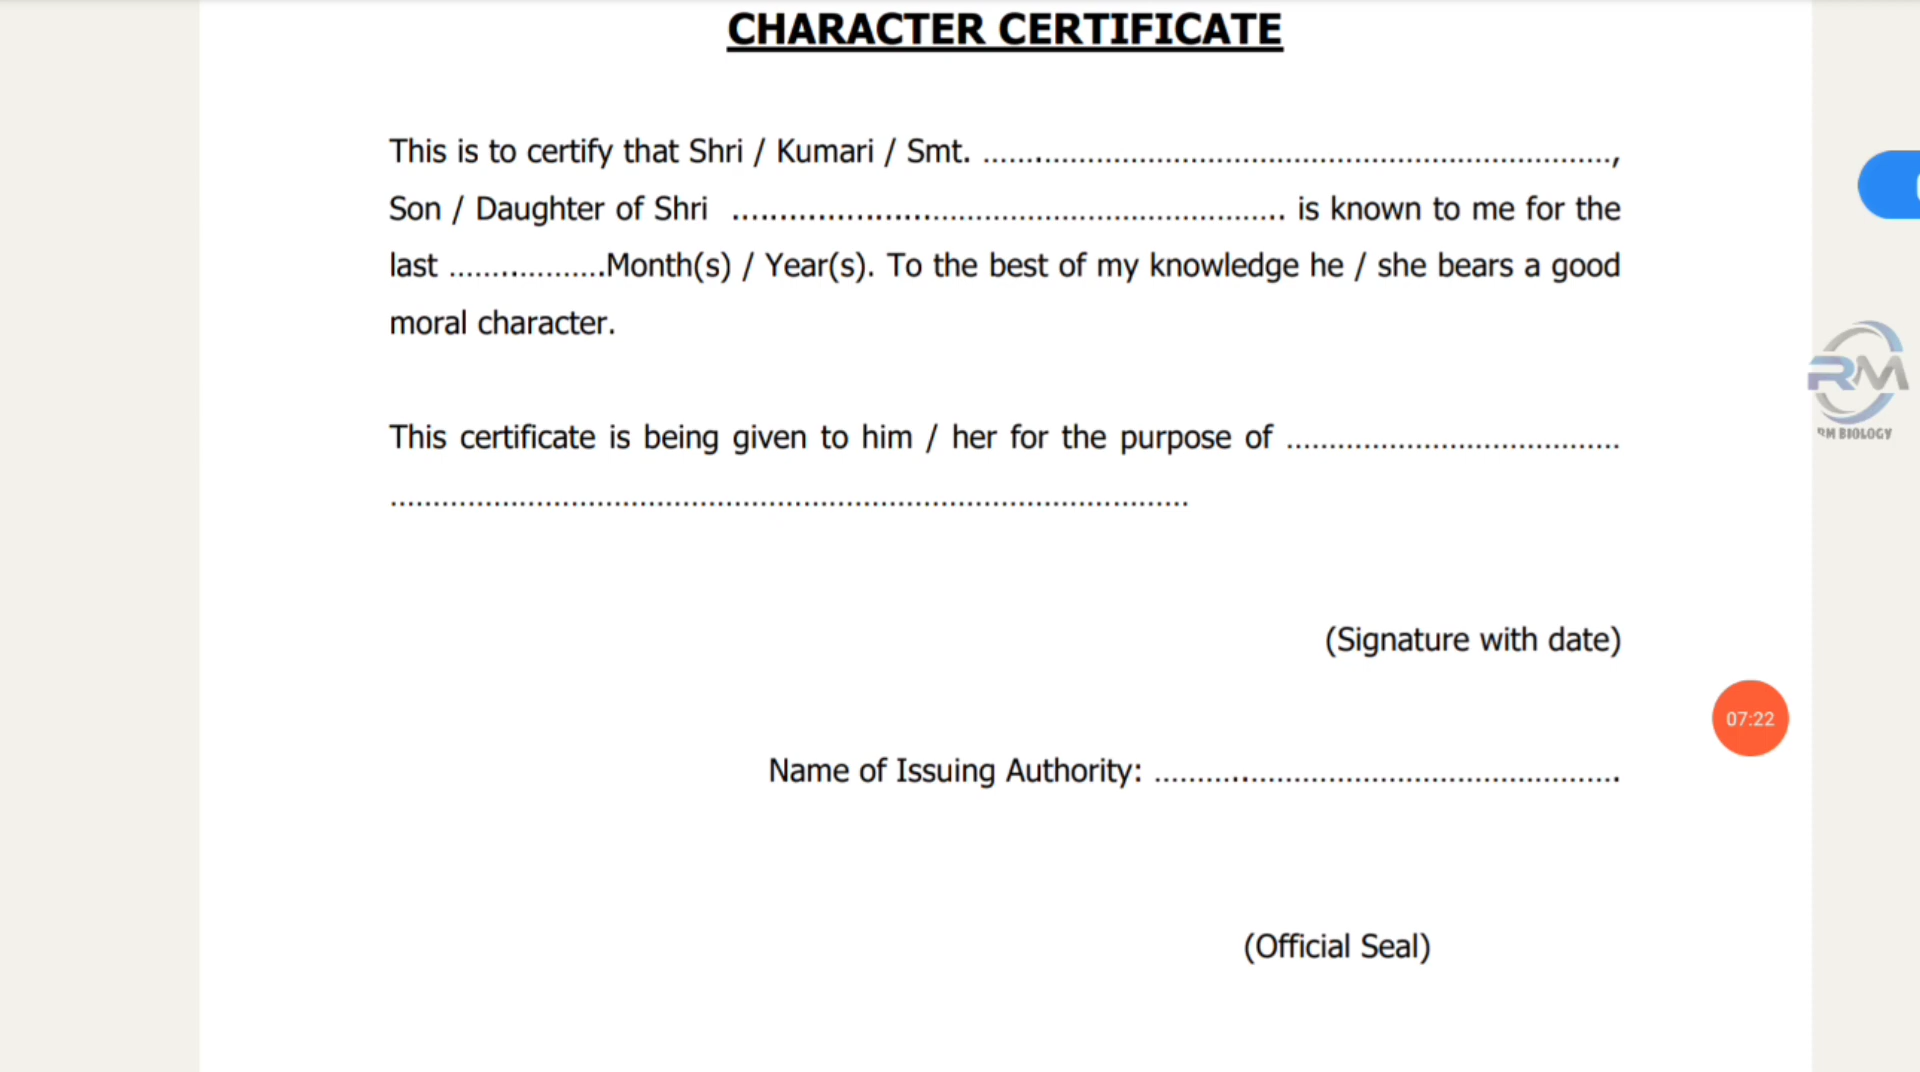 CHARACTER CERTIFICATE
This is to certify that Shri / Kumari / Smt. ..........................................................................,
Son / Daughter of Shri ................................................................. is known to me for the
last ...................Month(s) / Year(s). To the best of my knowledge he / she bears a good
moral character.
This certificate is being given to him / her for the purpose of .......................................
.............................................................................................
(Signature with date)
Name of Issuing Authority: .......................................................
(Official Seal)
RM
RM BIOLOGY
07:22